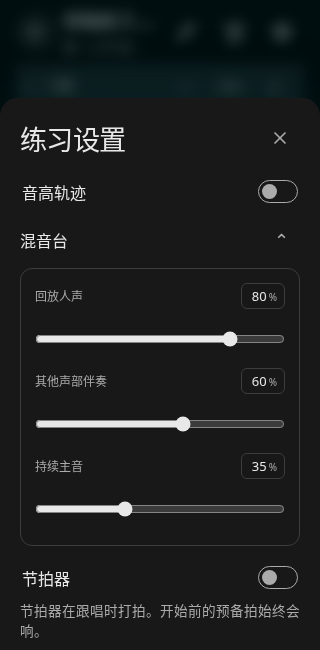 练习设置
音高轨迹
混音台
回放人声
80 %
其他声部伴奏
60 %
持续主音
35 %
节拍器
节拍器在跟唱时打拍。开始前的预备拍始终会
响。